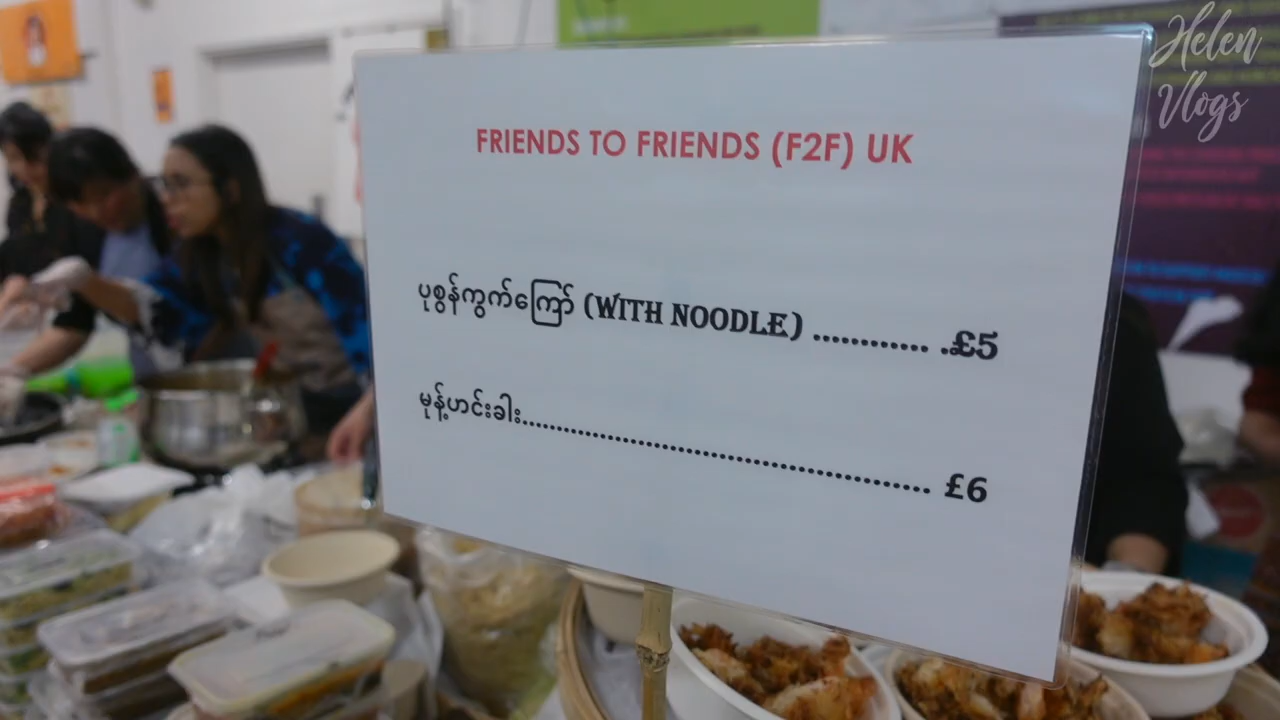 Helen
Vlogs
FRIENDS TO FRIENDS (F2F) UK
ပုစွန်ကွက်ကြော် (WITH NOODLE) ............ .£5
မုန့်ဟင်းခါး.................................................. £6